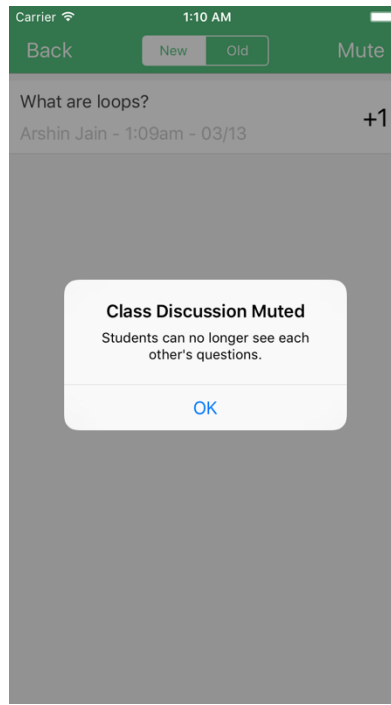 Carrier 1:10 AM
Back New Old Mute
What are loops?
Arshin Jain - 1:09am - 03/13
+1
Class Discussion Muted
Students can no longer see each
other's questions.
OK